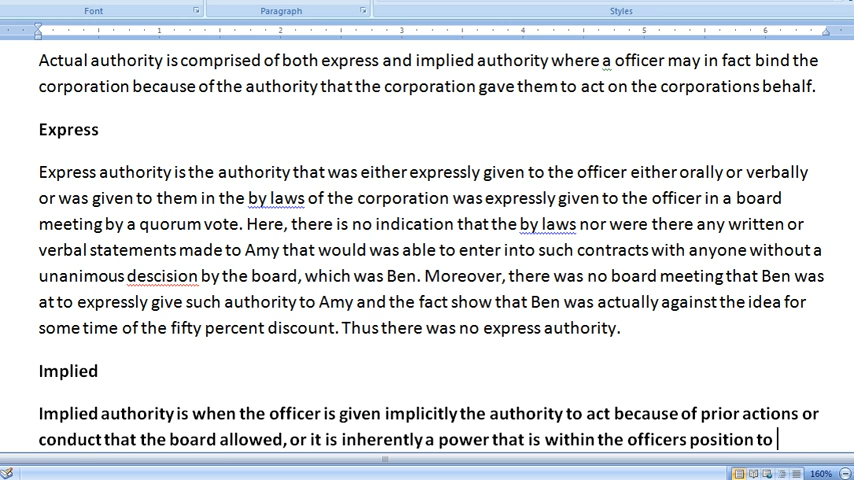 Font Paragraph Styles
1 2 3 4 5 6
Actual authority is comprised of both express and implied authority where a officer may in fact bind the
corporation because of the authority that the corporation gave them to act on the corporations behalf.
Express
Express authority is the authority that was either expressly given to the officer either orally or verbally
or was given to them in the by laws of the corporation was expressly given to the officer in a board
meeting by a quorum vote. Here, there is no indication that the by laws nor were there any written or
verbal statements made to Amy that would was able to enter into such contracts with anyone without a
unanimous descision by the board, which was Ben. Moreover, there was no board meeting that Ben was
at to expressly give such authority to Amy and the fact show that Ben was actually against the idea for
some time of the fifty percent discount. Thus there was no express authority.
Implied
Implied authority is when the officer is given implicitly the authority to act because of prior actions or
conduct that the board allowed, or it is inherently a power that is within the officers position to
160%